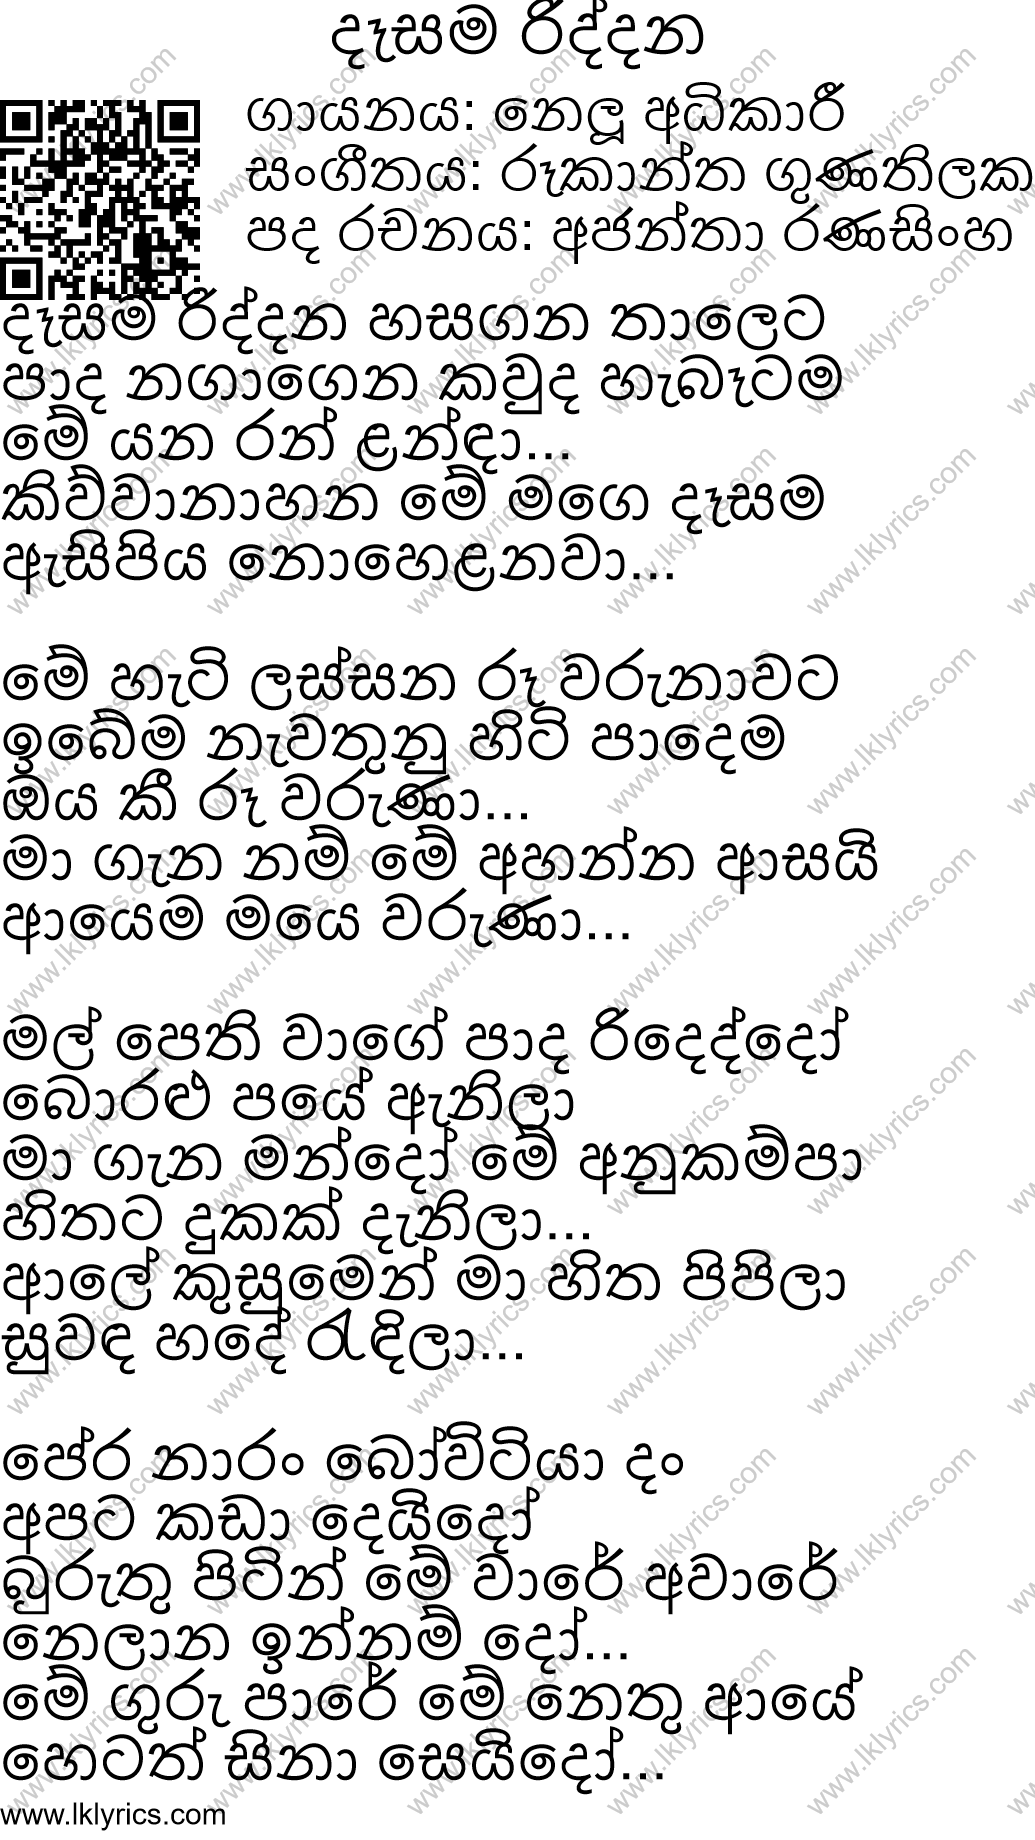 දෑසම රිද්දන
ගායනය: නෙලූ අධිකාරී
සංගීතය: රූකාන්ත ගුණතිලක
පද රචනය: අජන්තා රණසිංහ
දෑසම රිද්දන හසගන තාලෙට
පාද නගාගෙන කවුද හැබෑටම
මේ යන රන් ළන්ඳා...
කිව්වානාහන මේ මගෙ දෑසම
ඇසිපිය නොහෙළනවා...
මේ හැටි ලස්සන රූ වරුනාවට
ඉබේම නැවතුනු හිටි පාදෙම
ඔය කී රූ වරුණා...
මා ගැන නම් මේ අහන්න ආසයි
ආයෙම මයෙ වරුණා...
මල් පෙති වාගේ පාද රිදෙද්දෝ
බොරළු පයේ ඇනිලා
මා ගැන මන්දෝ මේ අනුකම්පා
හිතට දුකක් දැනිලා...
ආලේ කුසුමෙන් මා හිත පිපිලා
සුවඳ හදේ රැඳිලා...
පේර නාරං බෝවිටියා දං
අපට කඩා දෙයිදෝ
බුරුතු පිටින් මේ වාරේ අවාරේ
නෙලාන ඉන්නම් දෝ...
මේ ගුරු පාරේ මේ නෙතු ආයේ
හෙටත් සිනා සෙයිදෝ...
www.lklyrics.com